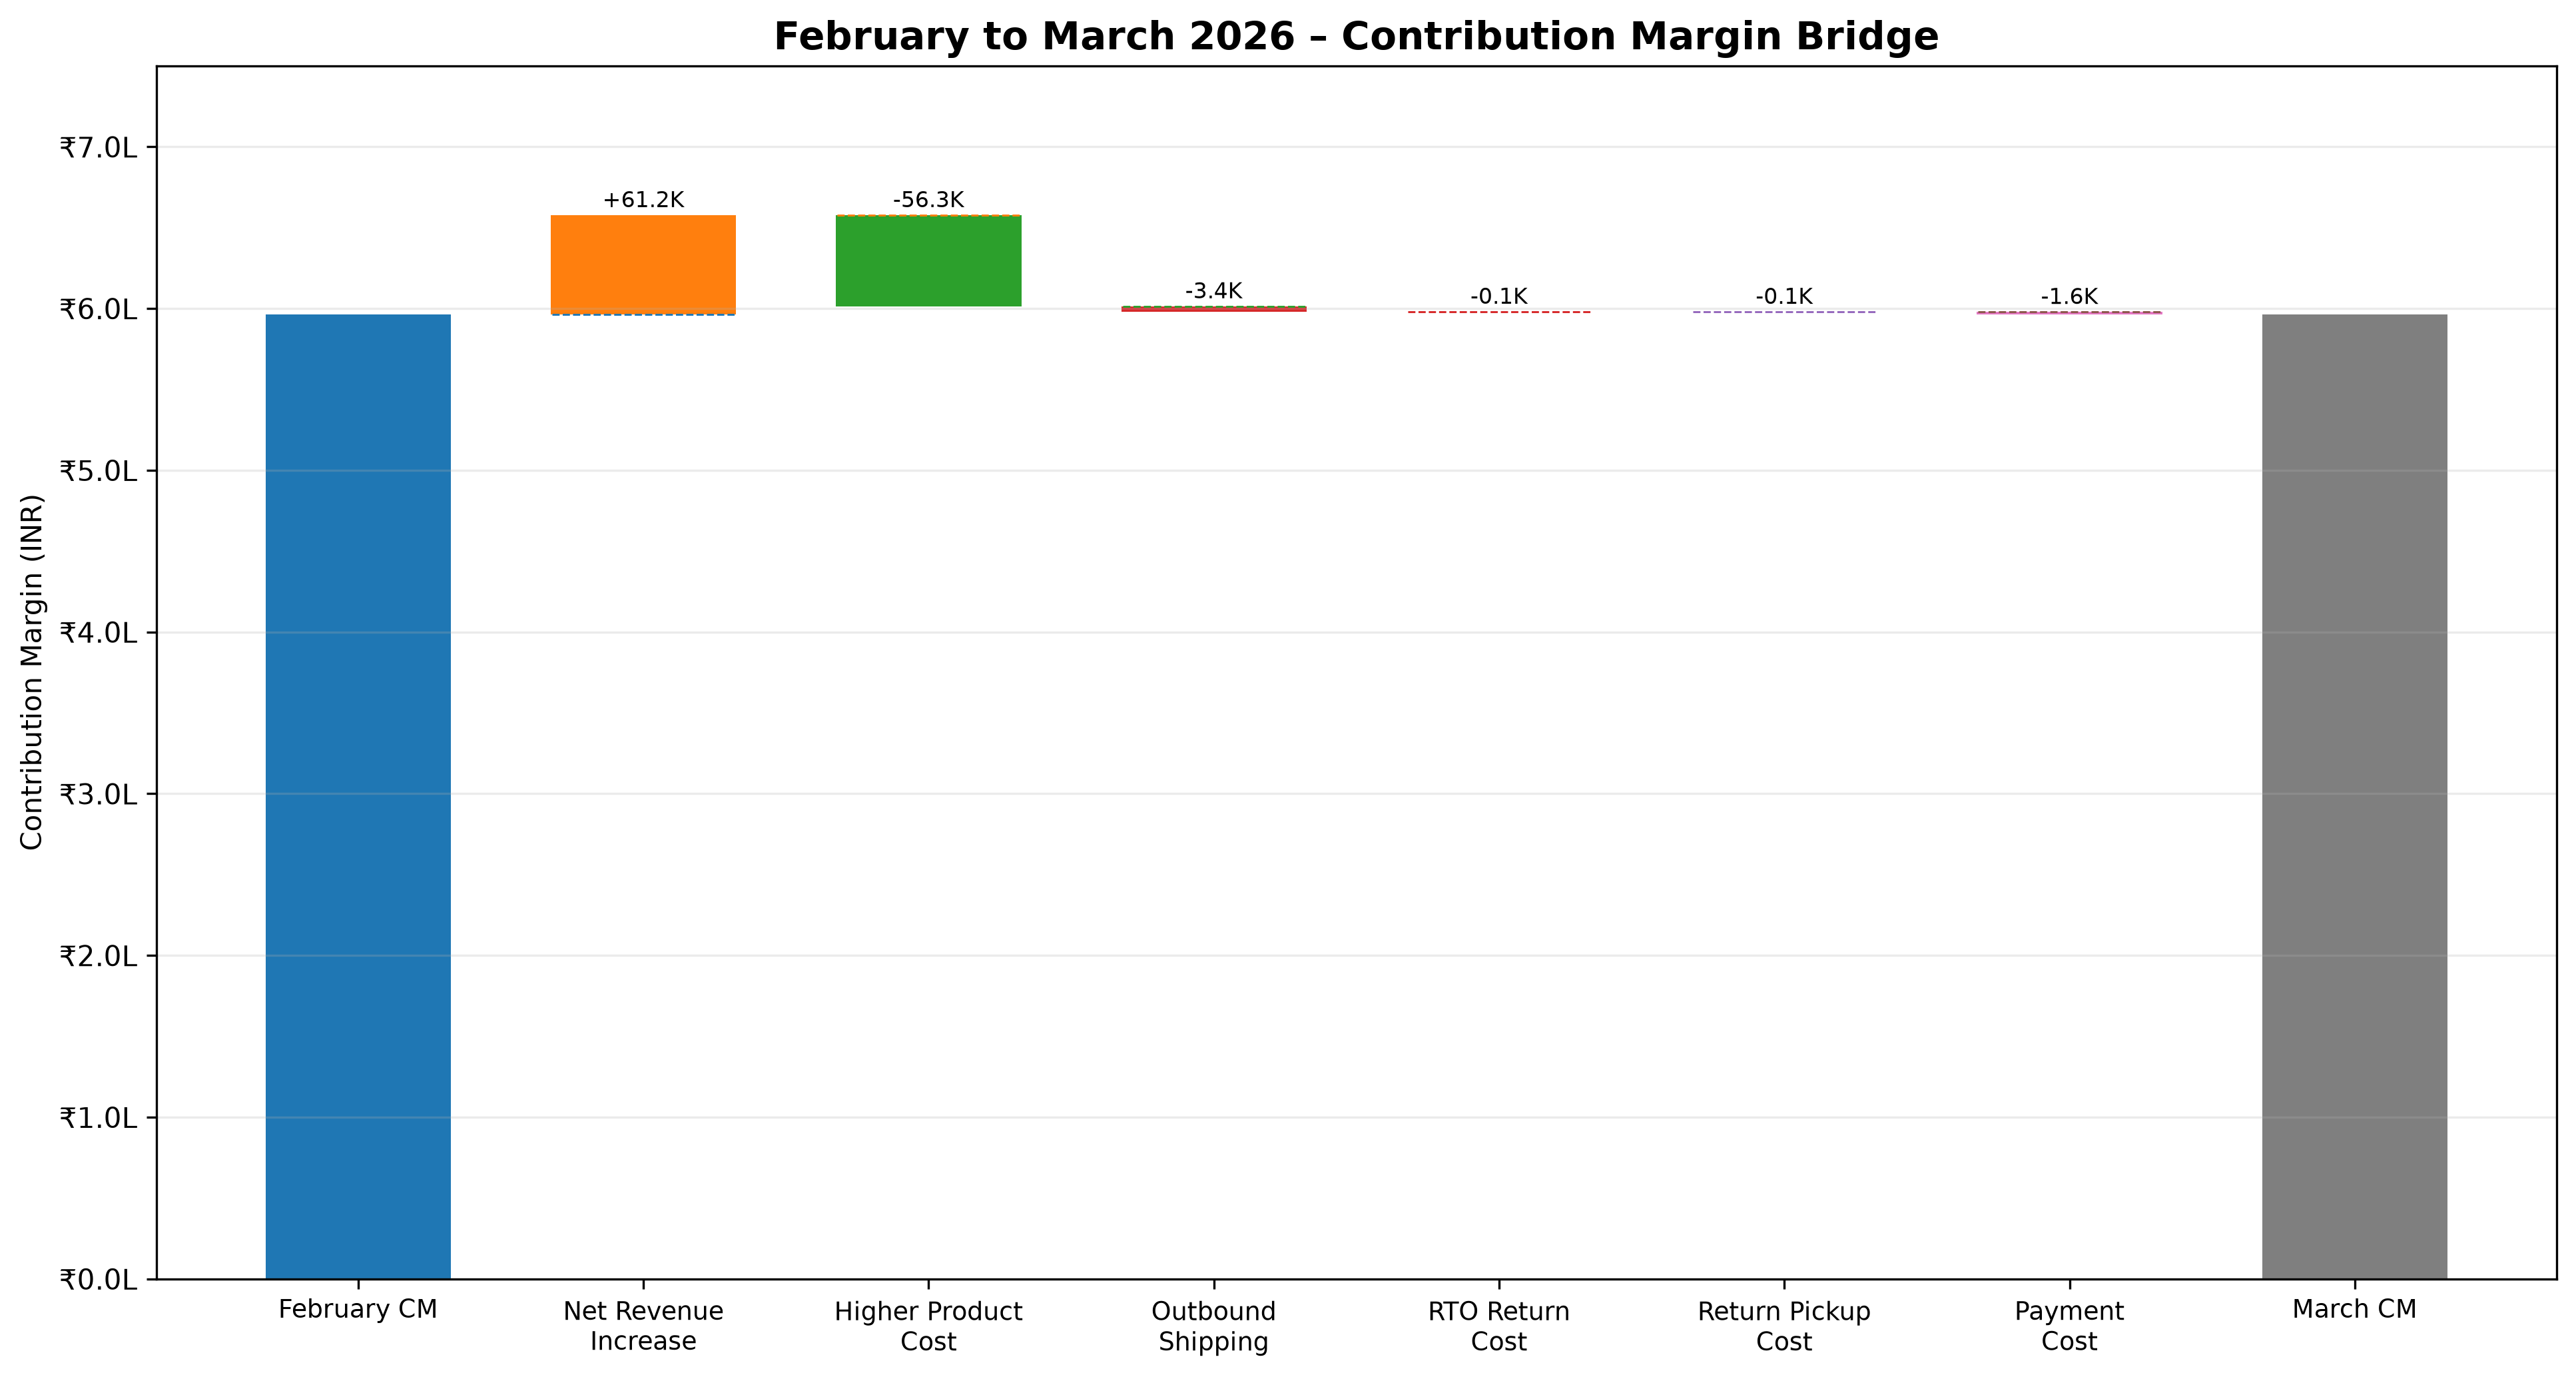 February to March 2026 – Contribution Margin Bridge
Contribution Margin (INR)
₹7.0L
₹6.0L
₹5.0L
₹4.0L
₹3.0L
₹2.0L
₹1.0L
₹0.0L
+61.2K
-56.3K
-3.4K
-0.1K
-0.1K
-1.6K
February CM
Net Revenue
Increase
Higher Product
Cost
Outbound
Shipping
RTO Return
Cost
Return Pickup
Cost
Payment
Cost
March CM